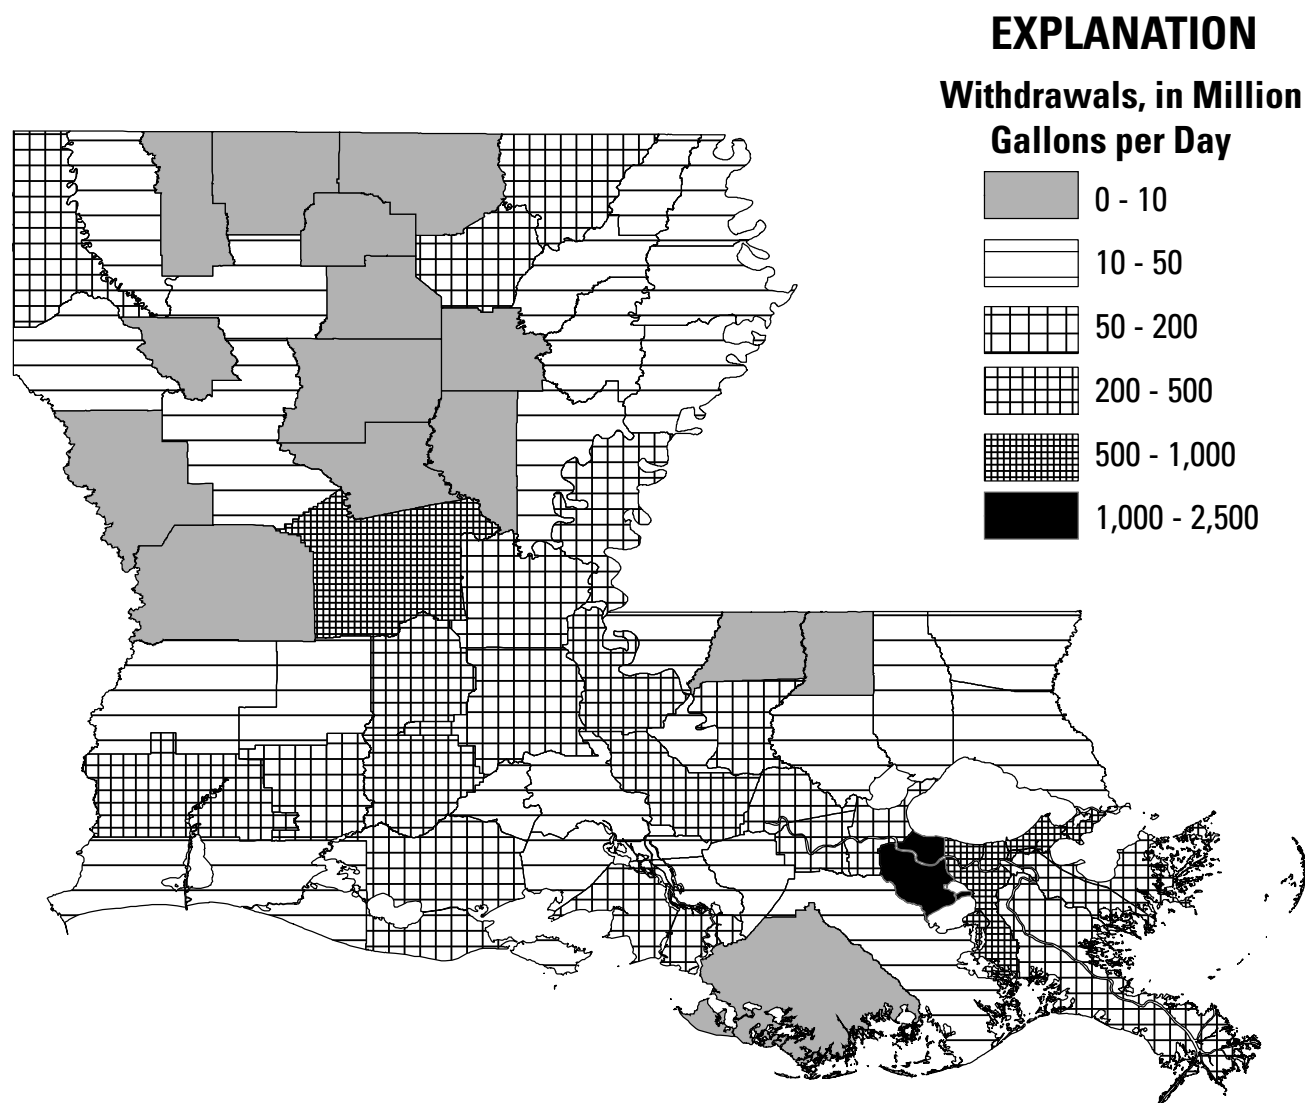 EXPLANATION
Withdrawals, in Million
Gallons per Day
0 - 10
10 - 50
50 - 200
200 - 500
500 - 1,000
1,000 - 2,500